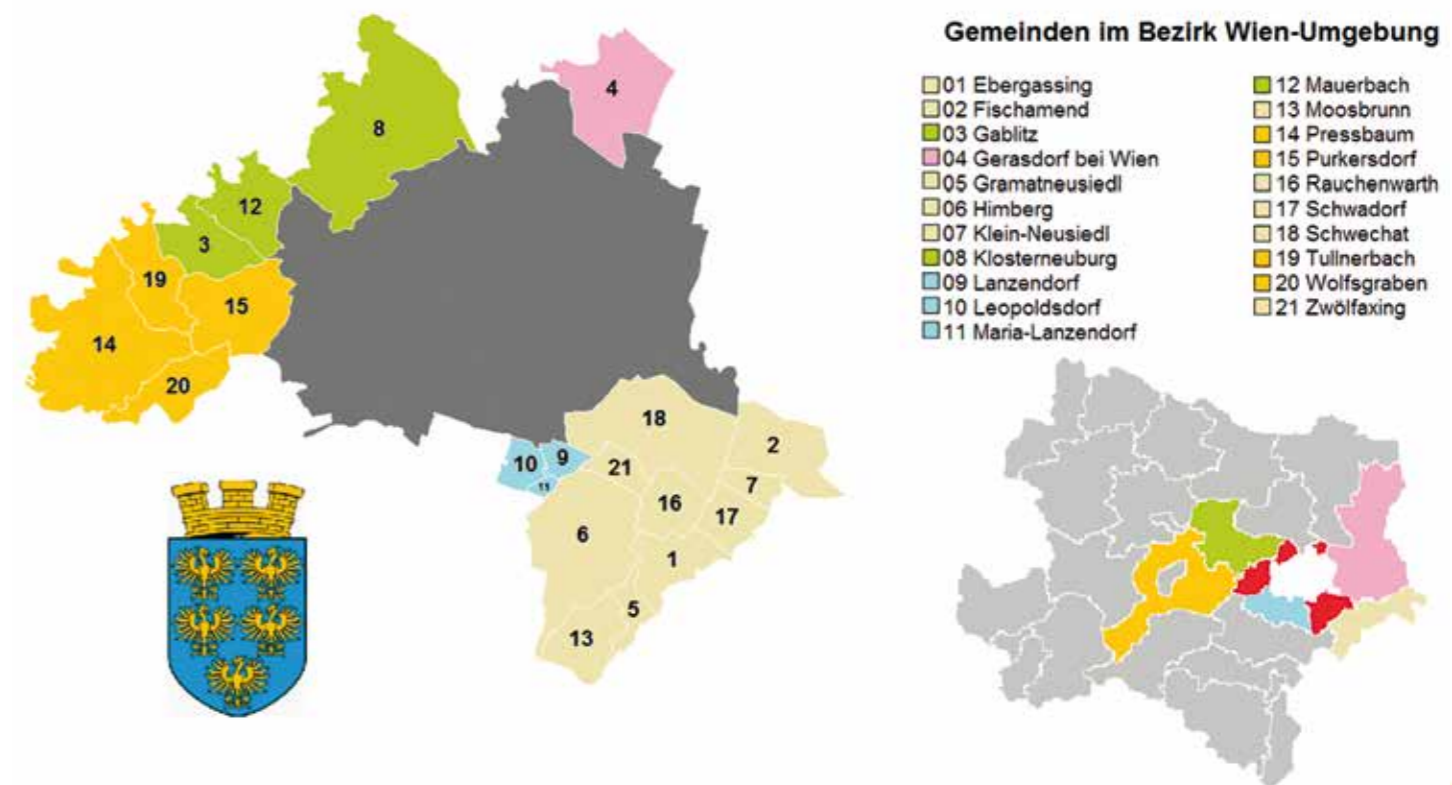 Gemeinden im Bezirk Wien-Umgebung
01 Ebergassing
02 Fischamend
03 Gablitz
04 Gerasdorf bei Wien
05 Gramatneusiedl
06 Himberg
07 Klein-Neusiedl
08 Klosterneuburg
09 Lanzendorf
10 Leopoldsdorf
11 Maria-Lanzendorf
12 Mauerbach
13 Moosbrunn
14 Pressbaum
15 Purkersdorf
16 Rauchenwarth
17 Schwadorf
18 Schwechat
19 Tullnerbach
20 Wolfsgraben
21 Zwölfaxing
4
8
12
3
19
15
14
20
18
2
10
9
21
7
11
16
17
6
1
5
13